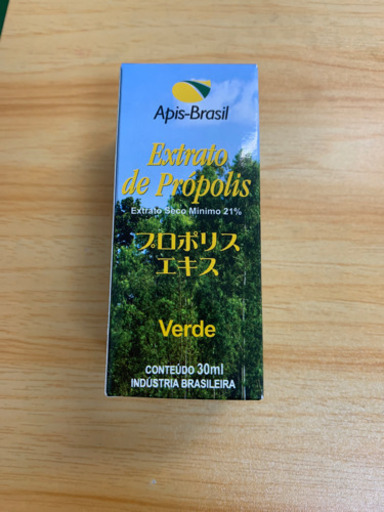 Apis-Brasil
Extrato
de Própolis
Extrato Seco Mínimo 21%
プロポリス
エキス
Verde
CONTEÚDO 30ml
INDÚSTRIA BRASILEIRA